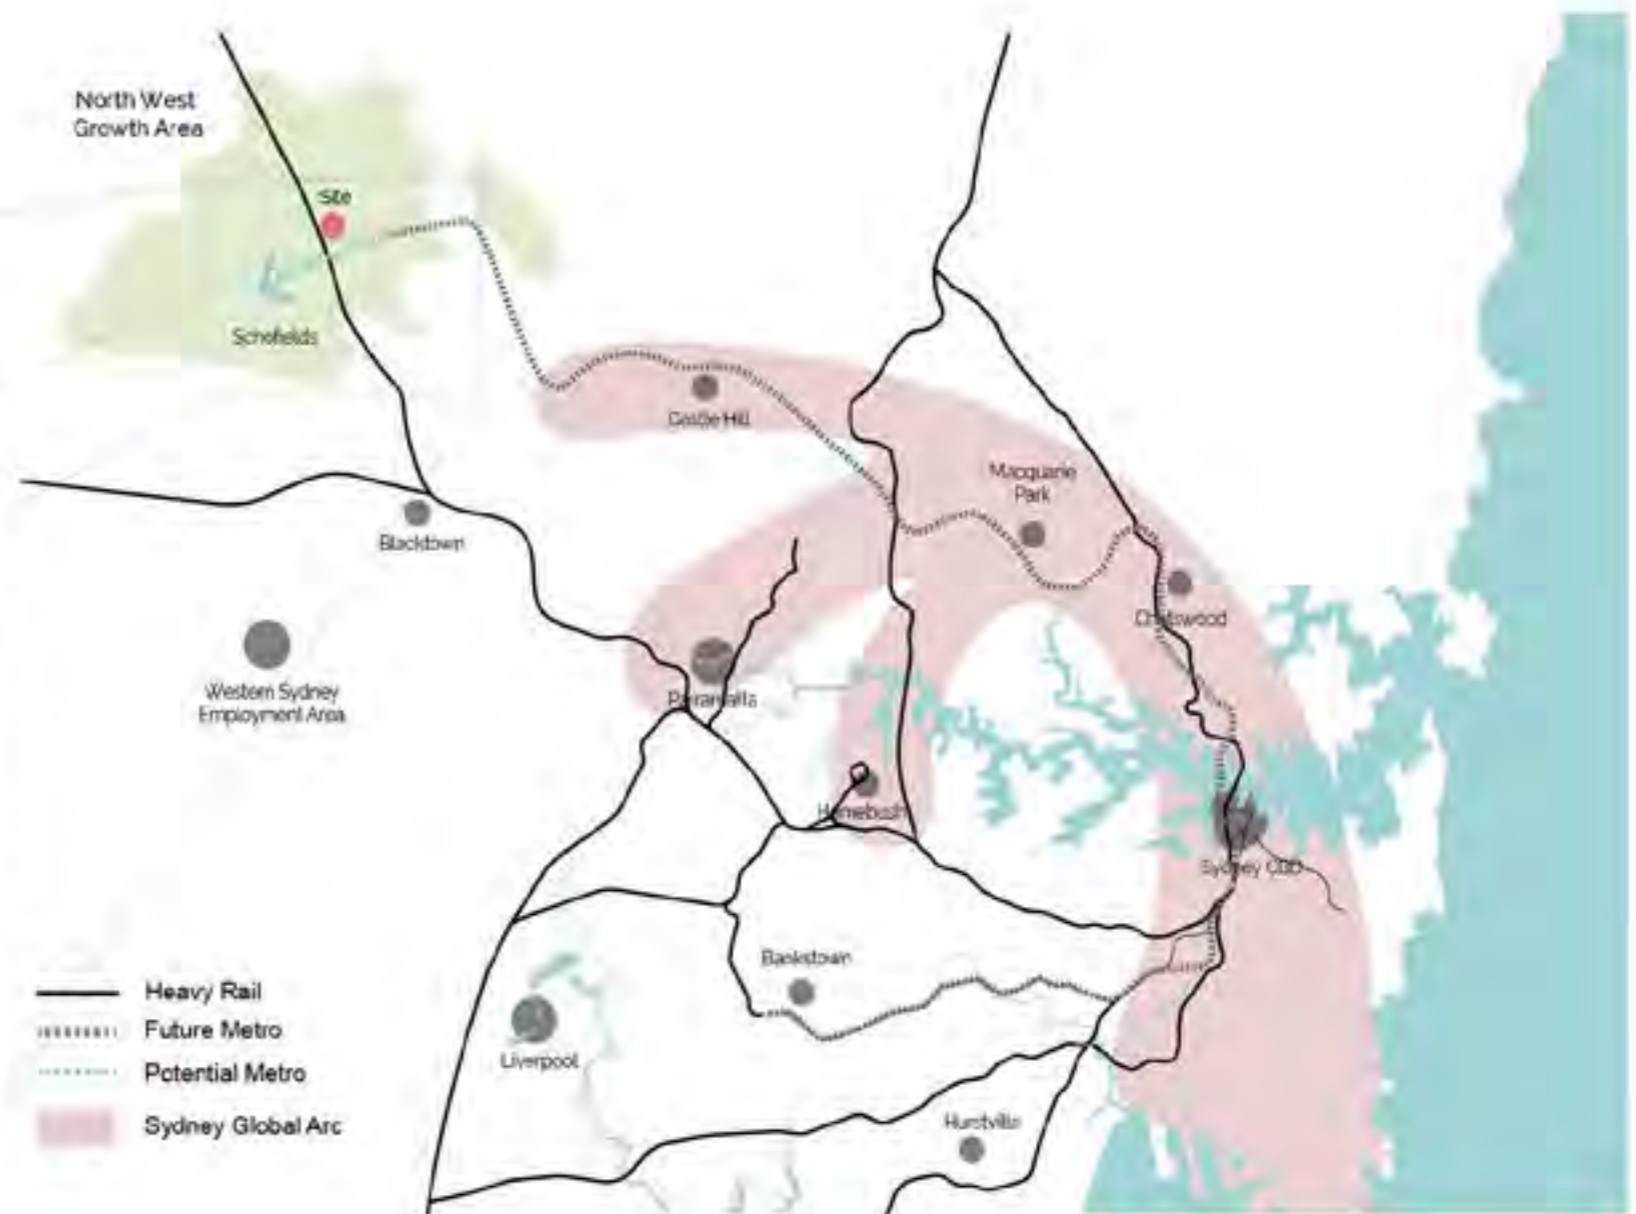 North West
Growth Area
Site
Schofields
Castle Hill
Macquarie
Park
Blacktown
Chatswood
Western Sydney
Employment Area
Parramatta
Homebush
Sydney CBD
Bankstown
Liverpool
Hurstville
Heavy Rail
Future Metro
Potential Metro
Sydney Global Arc